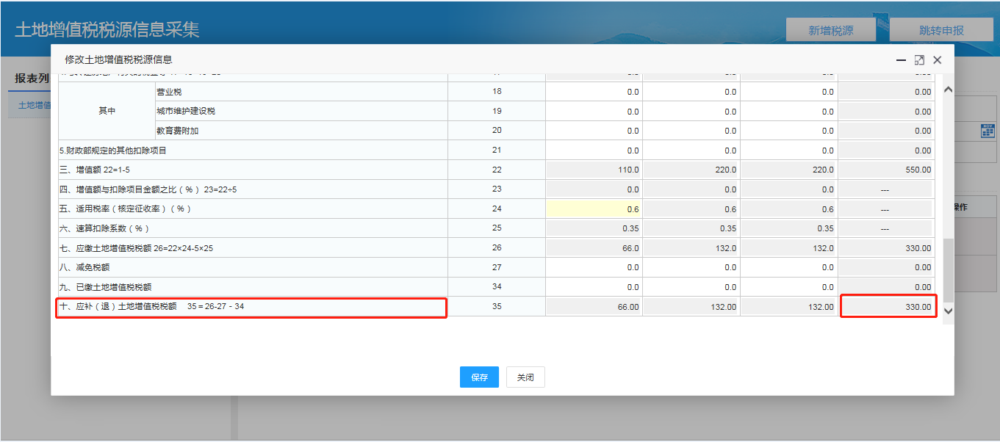 土地增值税税源信息采集
新增税源 跳转申报
修改土地增值税税源信息
报表列
土地增值
操作
其中
营业税 18 0.0 0.0 0.0 0.00
城市维护建设税 19 0.0 0.0 0.0 0.00
教育费附加 20 0.0 0.0 0.0 0.00
5.财政部规定的其他扣除项目 21 0.0 0.0 0.0 0.00
三、增值额 22=1-5 22 110.0 220.0 220.0 550.00
四、增值额与扣除项目金额之比（%） 23=22÷5 23 0.0 0.0 0.0 ---
五、适用税率（核定征收率）（%） 24 0.6 0.6 0.6 ---
六、速算扣除系数（%） 25 0.35 0.35 0.35 ---
七、应缴土地增值税税额 26=22×24-5×25 26 66.0 132.0 132.0 330.00
八、减免税额 27 0.0 0.0 0.0 0.00
九、已缴土地增值税税额 34 0.0 0.0 0.0 0.00
十、应补（退）土地增值税税额 35＝26-27－34 35 66.00 132.00 132.00 330.00
保存 关闭